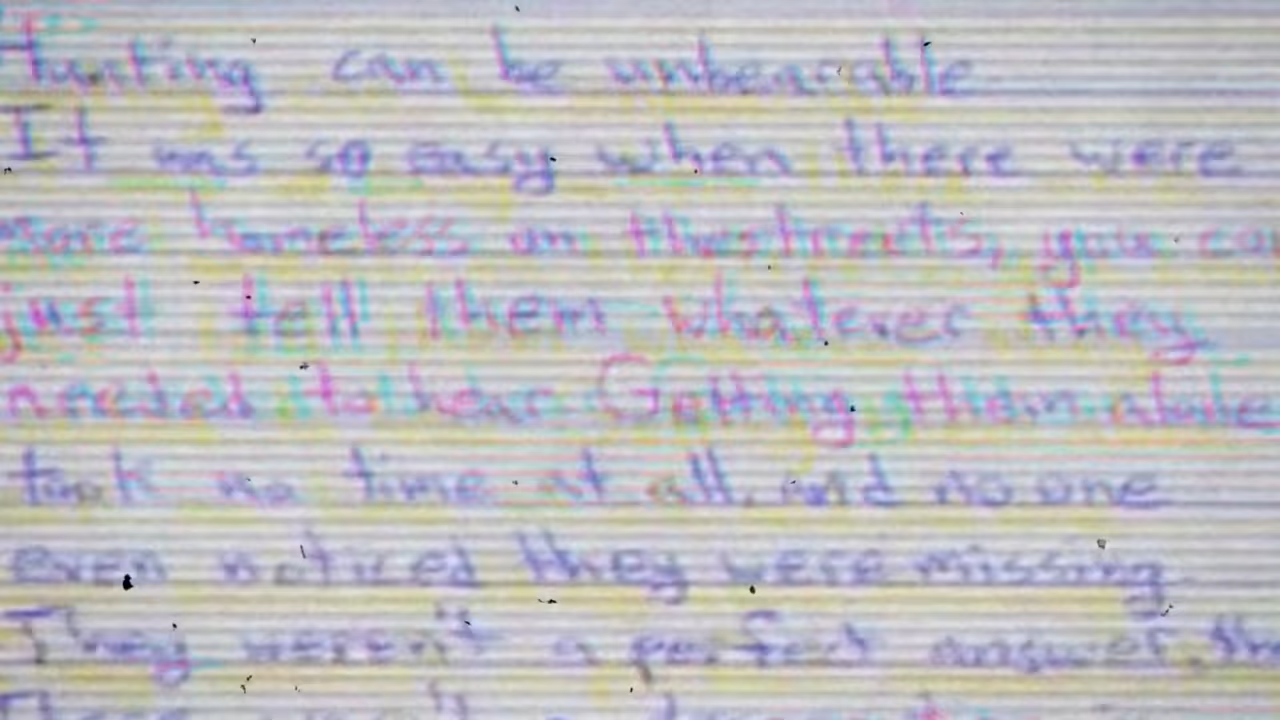 Hunting can be unbearable
It was so easy when there were
more homeless on the streets, you
just tell them whatever they
needed to hear Getting them alone
took no time at all, and no one
even noticed they were missing
They weren't a perfect answer,